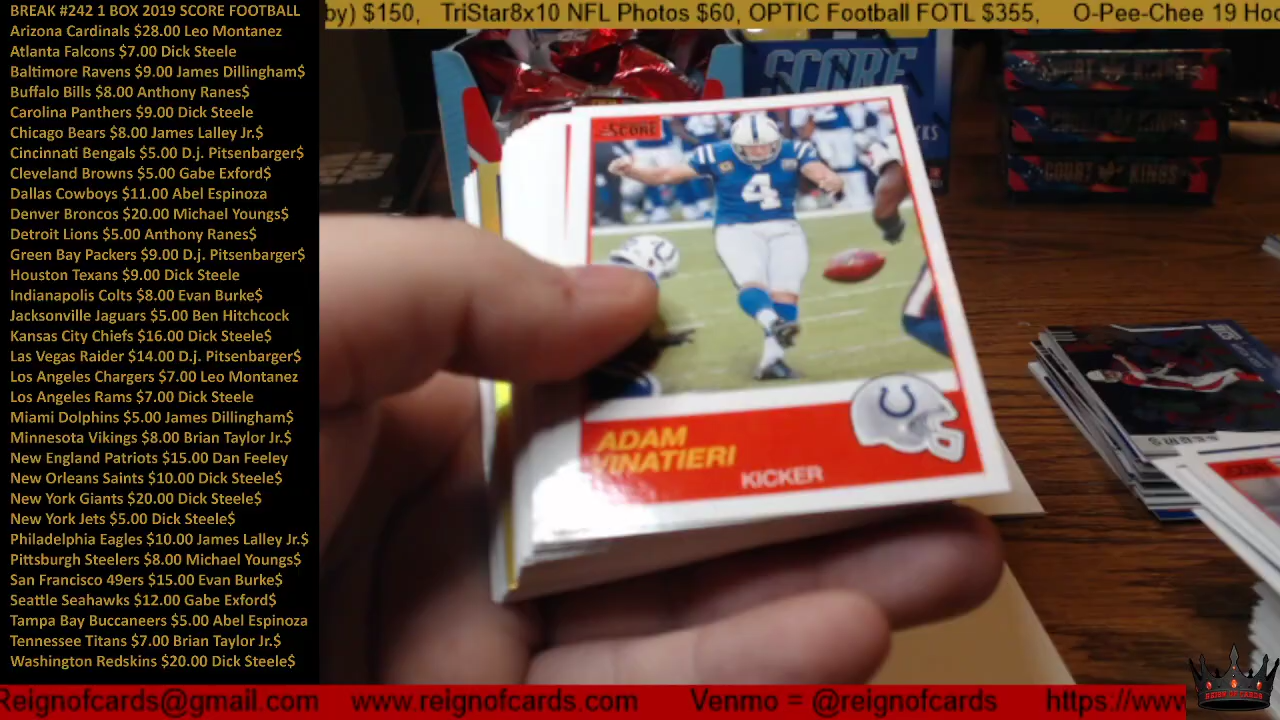 BREAK #242 1 BOX 2019 SCORE FOOTBALL
Arizona Cardinals $28.00 Leo Montanez
Atlanta Falcons $7.00 Dick Steele
Baltimore Ravens $9.00 James Dillingham$
Buffalo Bills $8.00 Anthony Ranes$
Carolina Panthers $9.00 Dick Steele
Chicago Bears $8.00 James Lalley Jr.$
Cincinnati Bengals $5.00 D.j. Pitsenbarger$
Cleveland Browns $5.00 Gabe Exford$
Dallas Cowboys $11.00 Abel Espinoza
Denver Broncos $20.00 Michael Youngs$
Detroit Lions $5.00 Anthony Ranes$
Green Bay Packers $9.00 D.j. Pitsenbarger$
Houston Texans $9.00 Dick Steele
Indianapolis Colts $8.00 Evan Burke$
Jacksonville Jaguars $5.00 Ben Hitchcock
Kansas City Chiefs $16.00 Dick Steele$
Las Vegas Raider $14.00 D.j. Pitsenbarger$
Los Angeles Chargers $7.00 Leo Montanez
Los Angeles Rams $7.00 Dick Steele
Miami Dolphins $5.00 James Dillingham$
Minnesota Vikings $8.00 Brian Taylor Jr.$
New England Patriots $15.00 Dan Feeley
New Orleans Saints $10.00 Dick Steele$
New York Giants $20.00 Dick Steele$
New York Jets $5.00 Dick Steele$
Philadelphia Eagles $10.00 James Lalley Jr.$
Pittsburgh Steelers $8.00 Michael Youngs$
San Francisco 49ers $15.00 Evan Burke$
Seattle Seahawks $12.00 Gabe Exford$
Tampa Bay Buccaneers $5.00 Abel Espinoza
Tennessee Titans $7.00 Brian Taylor Jr.$
Washington Redskins $20.00 Dick Steele$
by) $150, TriStar8x10 NFL Photos $60, OPTIC Football FOTL $355, O-Pee-Chee 19 Hoc
SCORE
COURT KINGS
SCORE
4
ADAM
VINATIERI
KICKER
Reignofcards@gmail.com www.reignofcards.com Venmo = @reignofcards https://www
REIGN OF CARDS